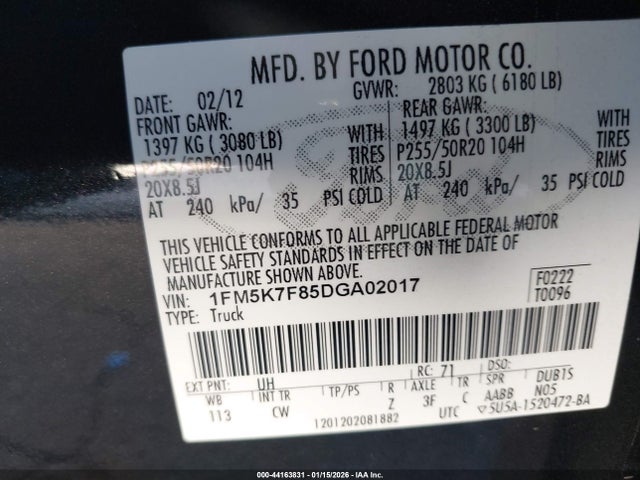 MFD. BY FORD MOTOR CO.
DATE: 02/12 GVWR: 2803 KG ( 6180 LB)
FRONT GAWR: REAR GAWR:
1397 KG ( 3080 LB) WITH 1497 KG ( 3300 LB) WITH
P255/50R20 104H TIRES P255/50R20 104H TIRES
20X8.5J RIMS 20X8.5J RIMS
AT 240 kPa/ 35 PSI COLD AT 240 kPa/ 35 PSI COLD
THIS VEHICLE CONFORMS TO ALL APPLICABLE FEDERAL MOTOR
VEHICLE SAFETY STANDARDS IN EFFECT ON THE DATE OF
MANUFACTURE SHOWN ABOVE.
VIN: 1FM5K7F85DGA02017 F0222
TYPE: Truck T0096
EXT PNT: UH RC: 71 DSO:
WB INT TR TP/PS R AXLE TR SPR DUB1S
113 CW Z 3F C AABB N05
1201202081882 UTC 5U5A-1520472-BA
000-44163831 - 01/15/2026 - IAA Inc.